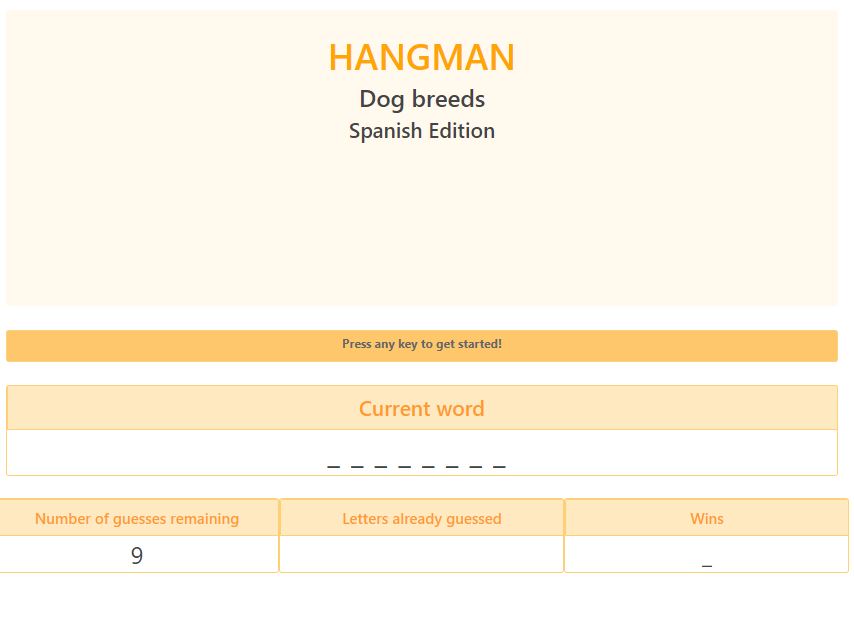 HANGMAN
Dog breeds
Spanish Edition
Press any key to get started!
Current word
_ _ _ _ _ _ _ _
Number of guesses remaining
Letters already guessed
Wins
9
_